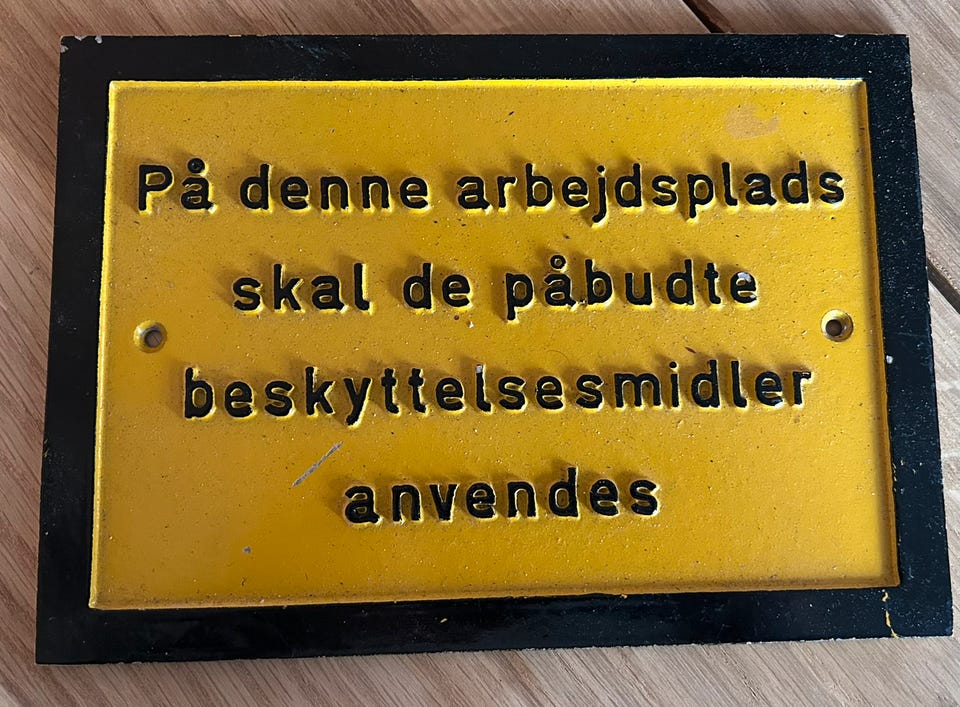 På denne arbejdsplads
skal de påbudte
beskyttelsesmidler
anvendes